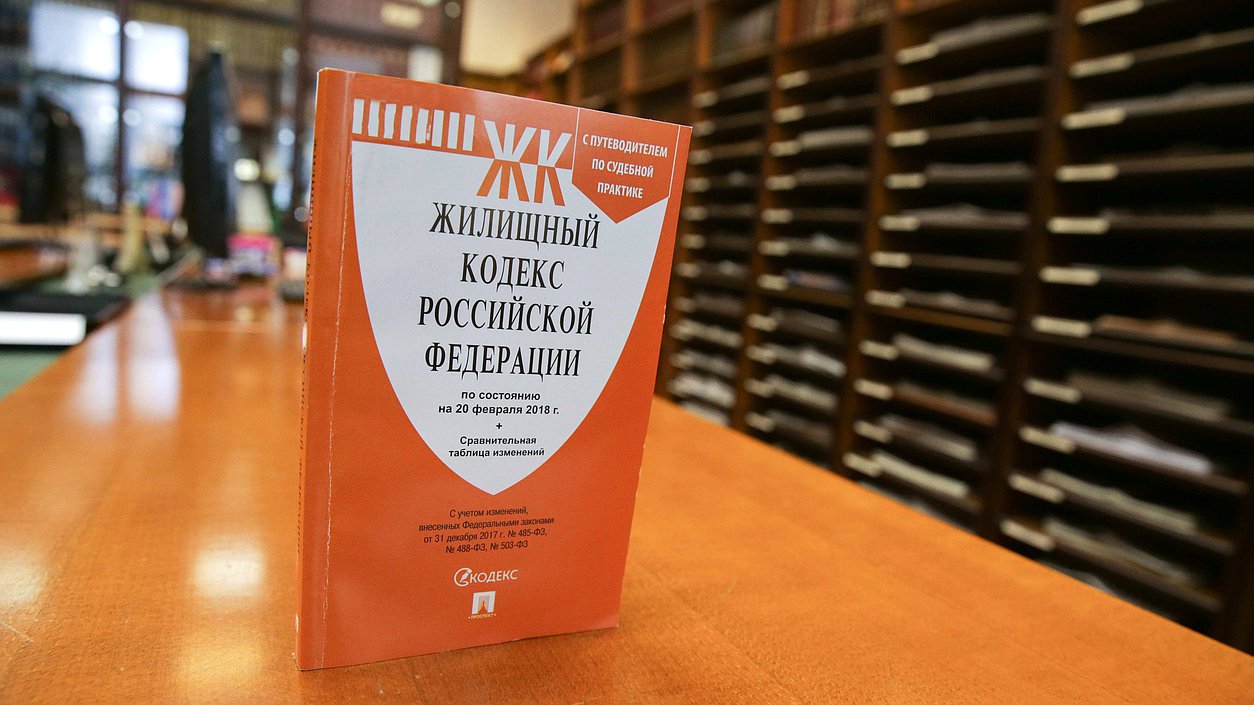 ЖК
С ПУТЕВОДИТЕЛЕМ
ПО СУДЕБНОЙ
ПРАКТИКЕ
ЖИЛИЩНЫЙ
КОДЕКС
РОССИЙСКОЙ
ФЕДЕРАЦИИ
по состоянию
на 20 февраля 2018 г.
+
Сравнительная
таблица изменений
С учетом изменений,
внесенных Федеральными законами
от 31 декабря 2017 г. № 485-ФЗ,
№ 488-ФЗ, № 503-ФЗ
КОДЕКС
ПРОСПЕКТ